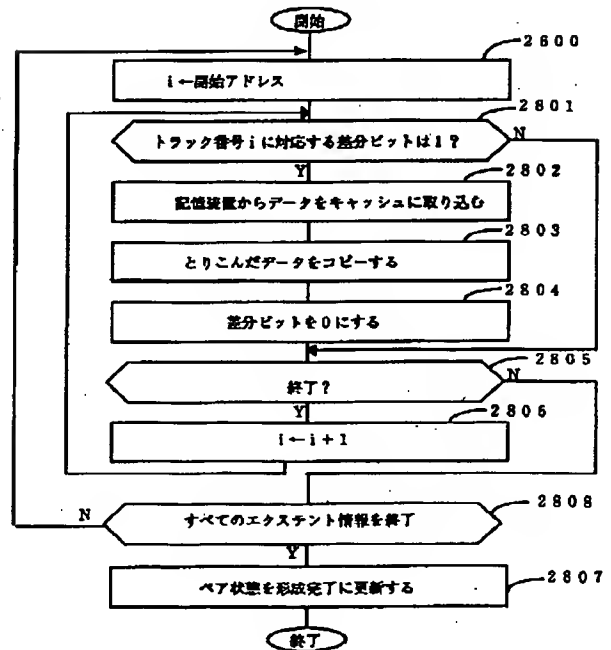 開始
2800
i←開始アドレス
2801
トラック番号iに対応する差分ビットは1?
N
Y
2802
記憶装置からデータをキャッシュに取り込む
2803
とりこんだデータをコピーする
2804
差分ビットを0にする
2805
終了?
N
Y
2806
i←i+1
2808
すべてのエクステント情報を終了
N
Y
2807
ペア状態を形成完了に更新する
終了